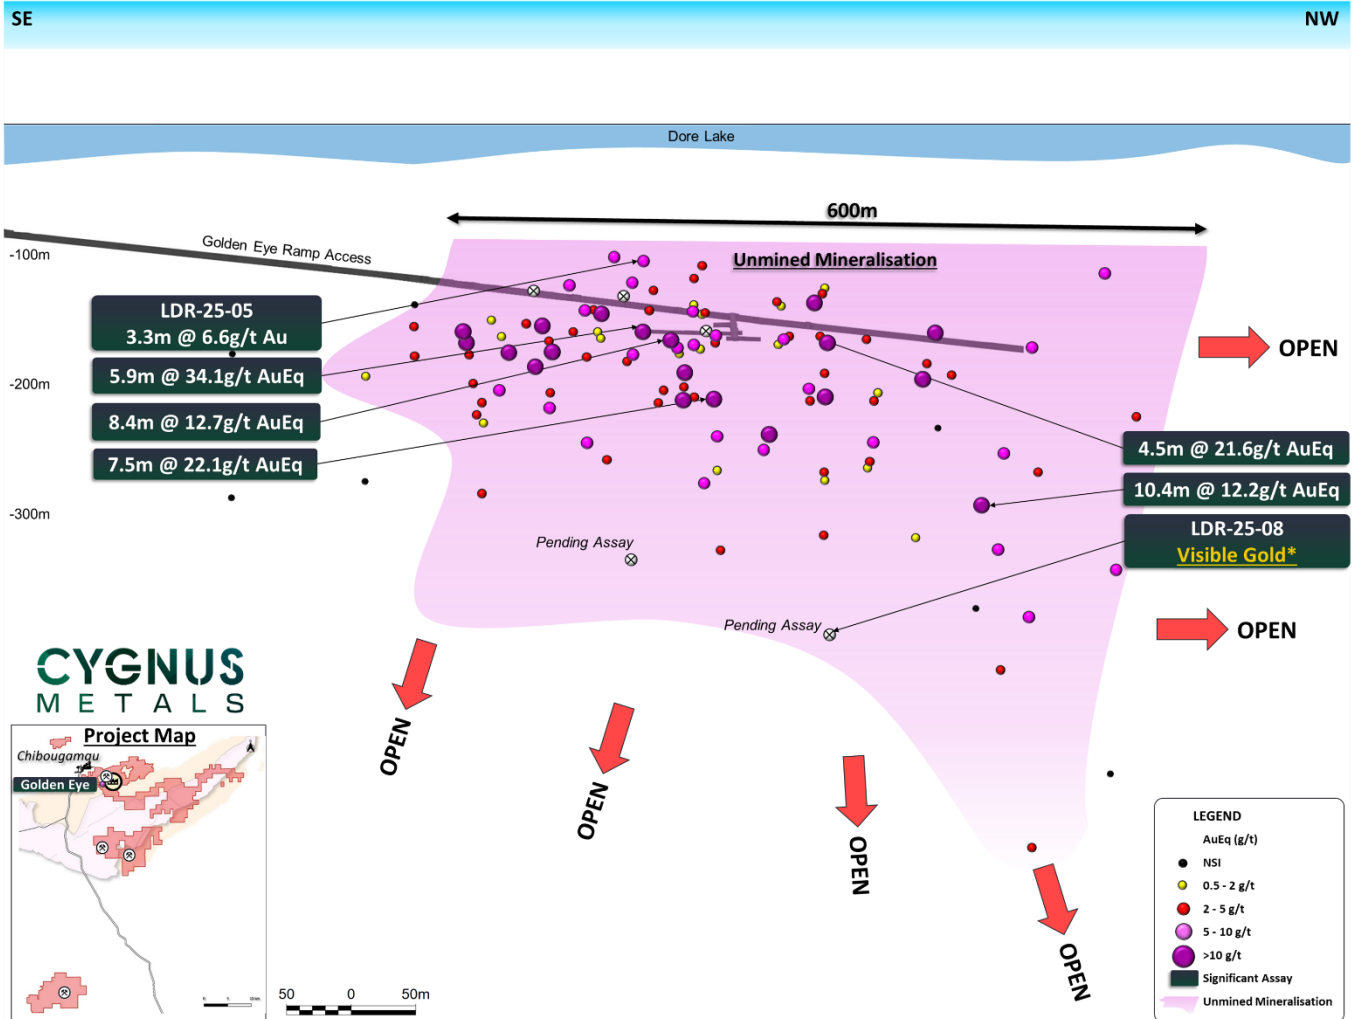 SE
NW
Dore Lake
600m
Golden Eye Ramp Access
Unmined Mineralisation
-100m
LDR-25-05
3.3m @ 6.6g/t Au
5.9m @ 34.1g/t AuEq
8.4m @ 12.7g/t AuEq
7.5m @ 22.1g/t AuEq
-200m
-300m
OPEN
4.5m @ 21.6g/t AuEq
10.4m @ 12.2g/t AuEq
LDR-25-08
Visible Gold*
Pending Assay
Pending Assay
OPEN
OPEN
OPEN
OPEN
OPEN
CYGNUS
METALS
Project Map
Chibougamau
Golden Eye
50 0 50m
LEGEND
AuEq (g/t)
NSI
0.5 - 2 g/t
2 - 5 g/t
5 - 10 g/t
>10 g/t
Significant Assay
Unmined Mineralisation